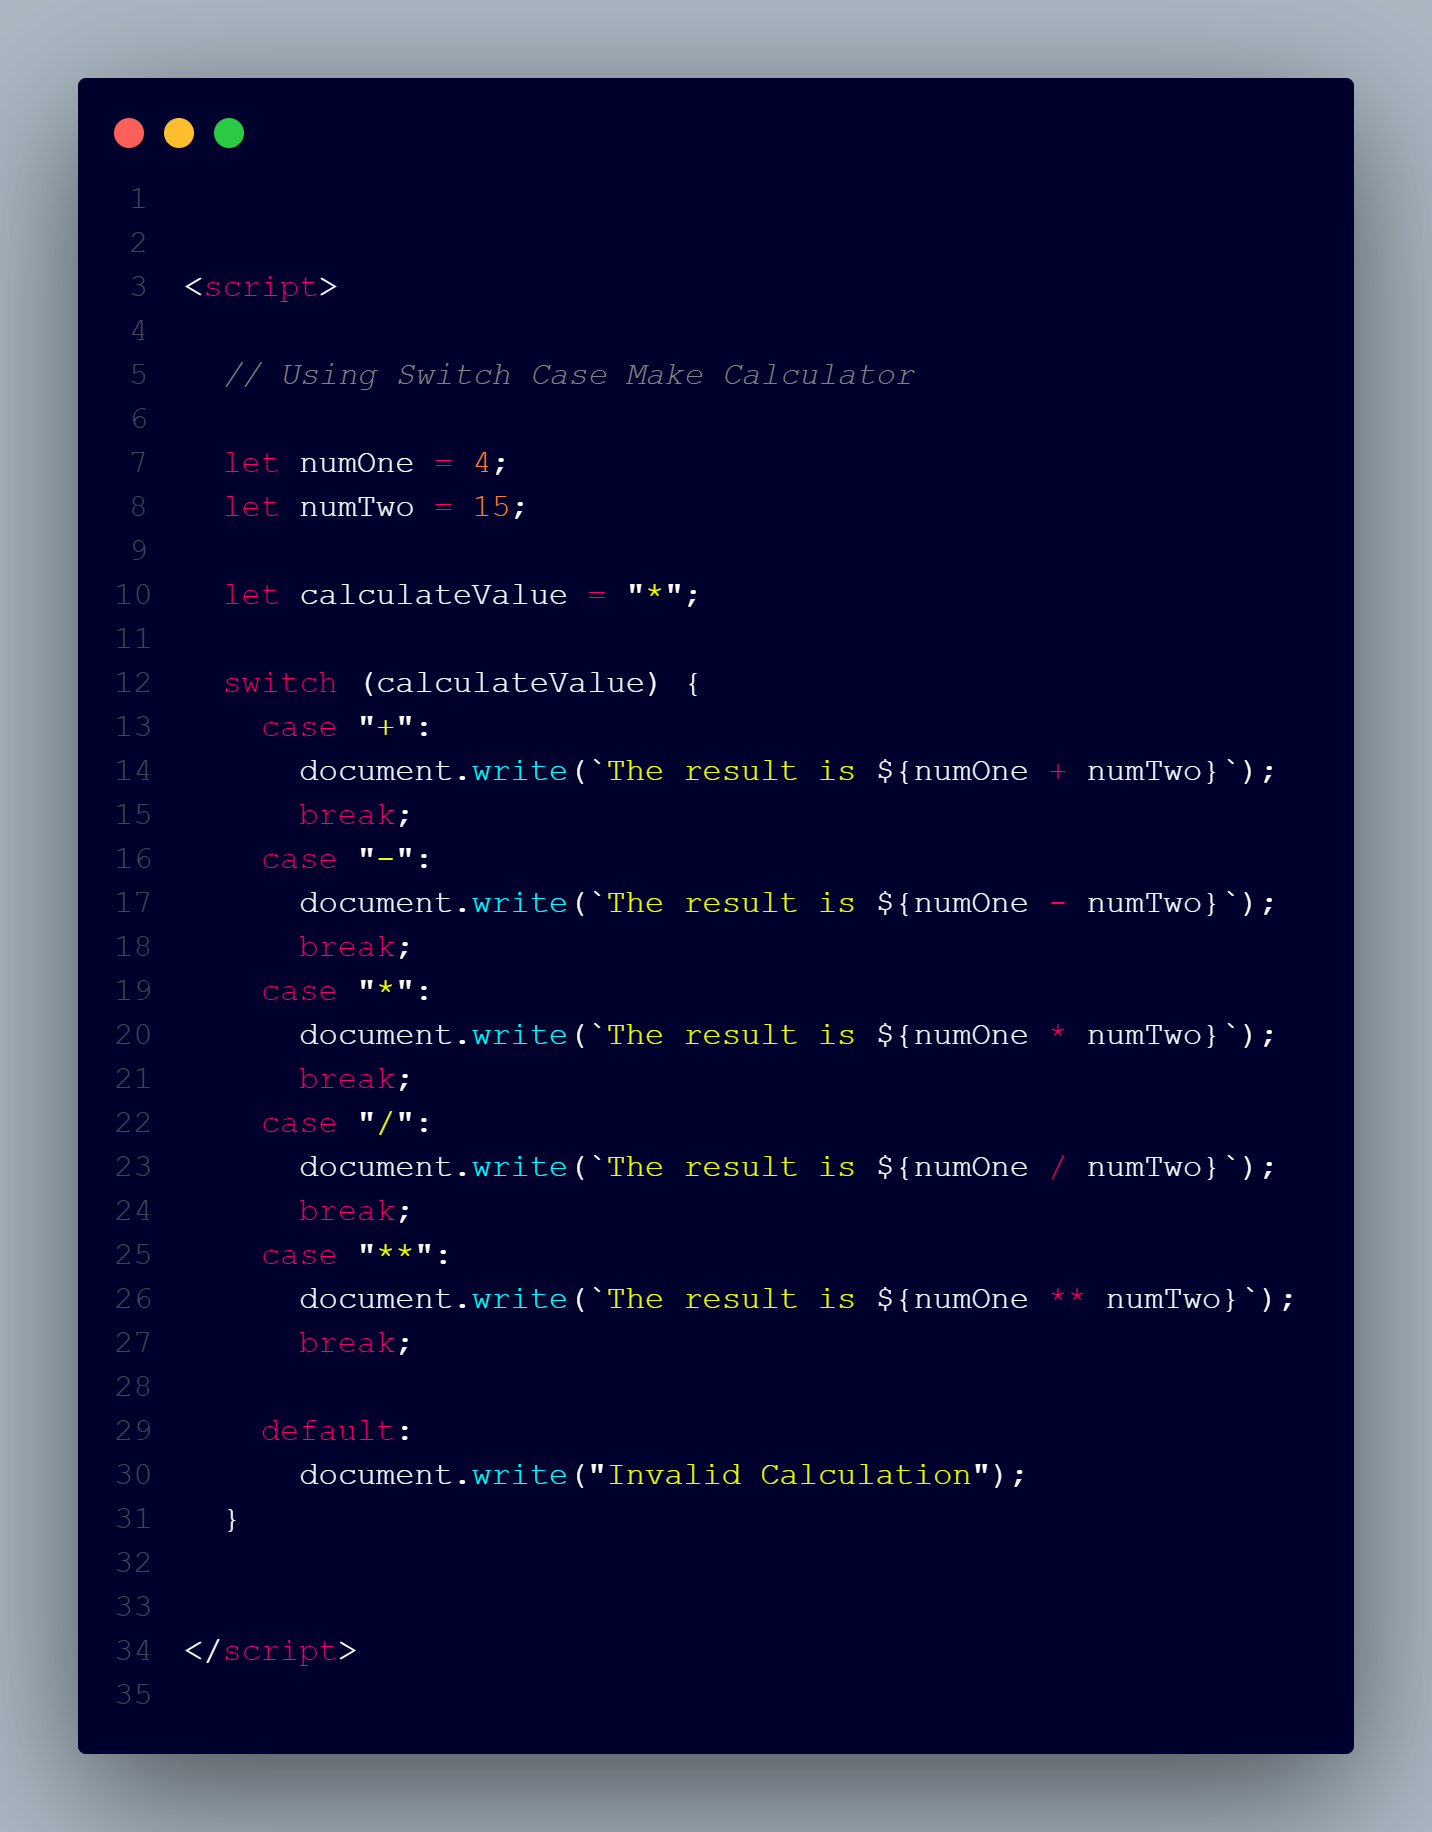 1
2
3 <script>
4
5 // Using Switch Case Make Calculator
6
7 let numOne = 4;
8 let numTwo = 15;
9
10 let calculateValue = "*";
11
12 switch (calculateValue) {
13 case "+":
14 document.write(`The result is ${numOne + numTwo}`);
15 break;
16 case "-":
17 document.write(`The result is ${numOne - numTwo}`);
18 break;
19 case "*":
20 document.write(`The result is ${numOne * numTwo}`);
21 break;
22 case "/":
23 document.write(`The result is ${numOne / numTwo}`);
24 break;
25 case "**":
26 document.write(`The result is ${numOne ** numTwo}`);
27 break;
28
29 default:
30 document.write("Invalid Calculation");
31 }
32
33
34 </script>
35